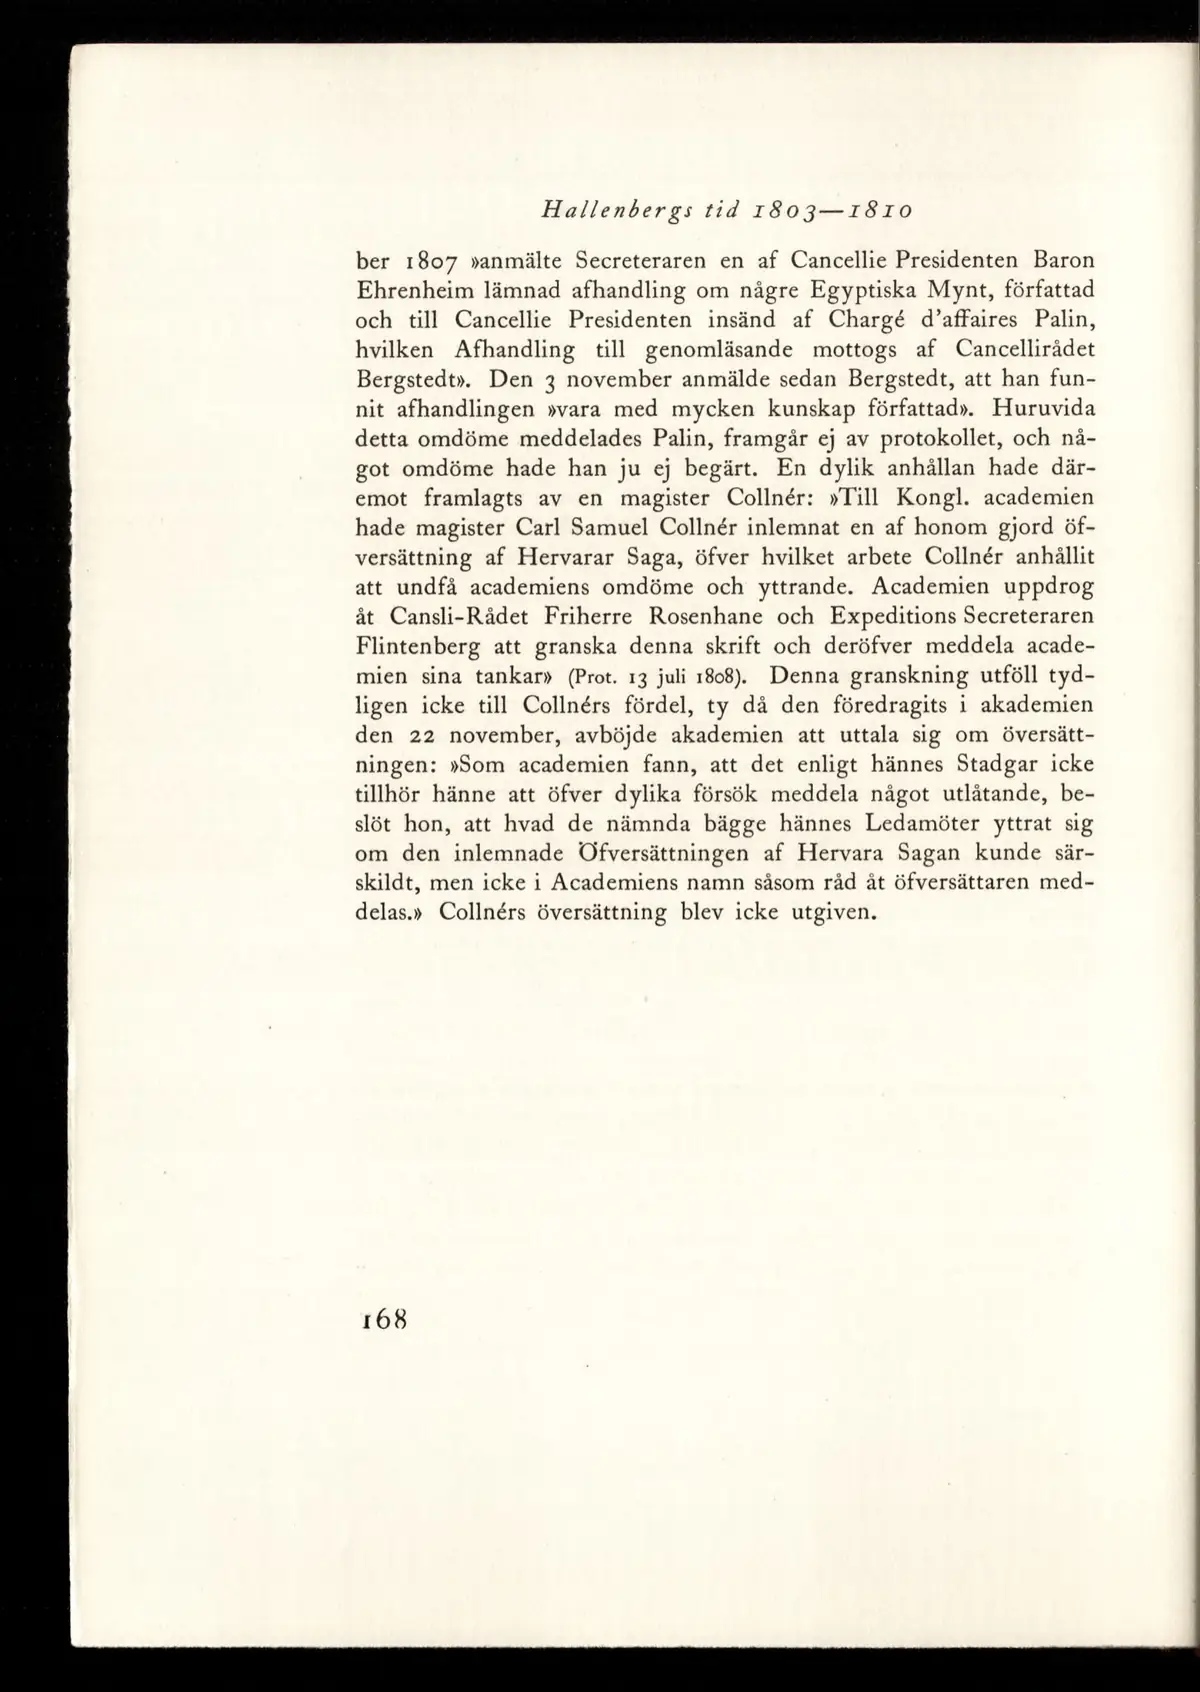 Hallenbergs tid 1803—1810
ber 1807 »anmälte Secreteraren en af Cancellie Presidenten Baron
Ehrenheim lämnad afhandling om någre Egyptiska Mynt, författad
och till Cancellie Presidenten insänd af Chargé d'affaires Palin,
hvilken Afhandling till genomläsande mottogs af Cancellirådet
Bergstedt». Den 3 november anmälde sedan Bergstedt, att han fun-
nit afhandlingen »vara med mycken kunskap författad». Huruvida
detta omdöme meddelades Palin, framgår ej av protokollet, och nå-
got omdöme hade han ju ej begärt. En dylik anhållan hade där-
emot framlagts av en magister Collnér: »Till Kongl. academien
hade magister Carl Samuel Collnér inlemnat en af honom gjord öf-
versättning af Hervarar Saga, öfver hvilket arbete Collnér anhållit
att undfå academiens omdöme och yttrande. Academien uppdrog
åt Cansli-Rådet Friherre Rosenhane och Expeditions Secreteraren
Flintenberg att granska denna skrift och deröfver meddela acade-
mien sina tankar» (Prot. 13 juli 1808). Denna granskning utföll tyd-
ligen icke till Collnérs fördel, ty då den föredragits i akademien
den 22 november, avböjde akademien att uttala sig om översätt-
ningen: »Som academien fann, att det enligt hännes Stadgar icke
tillhör hänne att öfver dylika försök meddela något utlåtande, be-
slöt hon, att hvad de nämnda bägge hännes Ledamöter yttrat sig
om den inlemnade Öfversättningen af Hervara Sagan kunde sär-
skildt, men icke i Academiens namn såsom råd åt öfversättaren med-
delas.» Collnérs översättning blev icke utgiven.
168